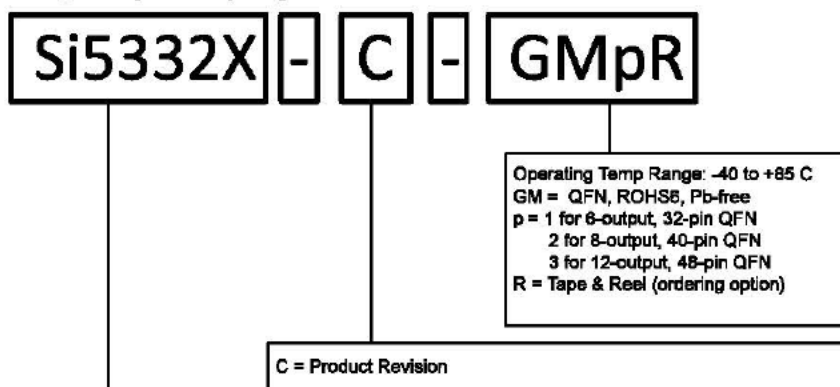 Si5332X - C - GMpR
Operating Temp Range: -40 to +85 C
GM = QFN, ROHS6, Pb-free
p = 1 for 6-output, 32-pin QFN
2 for 8-output, 40-pin QFN
3 for 12-output, 48-pin QFN
R = Tape & Reel (ordering option)
C = Product Revision